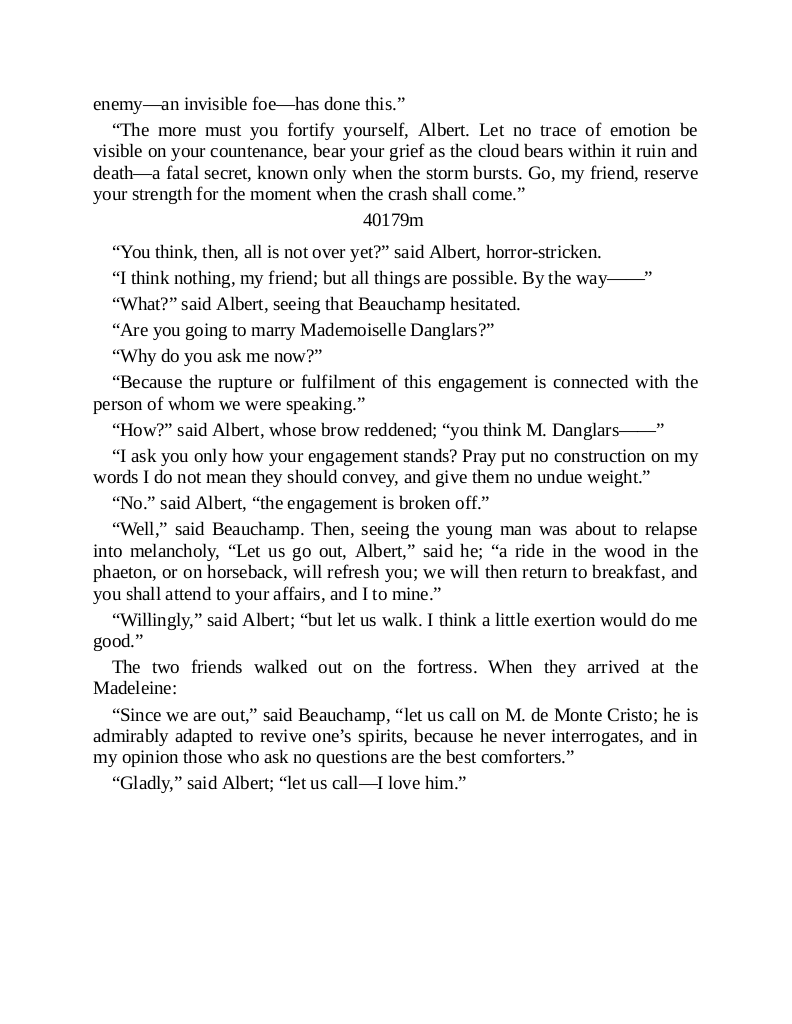 enemy—an invisible foe—has done this.”
“The more must you fortify yourself, Albert. Let no trace of emotion be
visible on your countenance, bear your grief as the cloud bears within it ruin and
death—a fatal secret, known only when the storm bursts. Go, my friend, reserve
your strength for the moment when the crash shall come.”
40179m
“You think, then, all is not over yet?” said Albert, horror-stricken.
“I think nothing, my friend; but all things are possible. By the way——”
“What?” said Albert, seeing that Beauchamp hesitated.
“Are you going to marry Mademoiselle Danglars?”
“Why do you ask me now?”
“Because the rupture or fulfilment of this engagement is connected with the
person of whom we were speaking.”
“How?” said Albert, whose brow reddened; “you think M. Danglars——”
“I ask you only how your engagement stands? Pray put no construction on my
words I do not mean they should convey, and give them no undue weight.”
“No.” said Albert, “the engagement is broken off.”
“Well,” said Beauchamp. Then, seeing the young man was about to relapse
into melancholy, “Let us go out, Albert,” said he; “a ride in the wood in the
phaeton, or on horseback, will refresh you; we will then return to breakfast, and
you shall attend to your affairs, and I to mine.”
“Willingly,” said Albert; “but let us walk. I think a little exertion would do me
good.”
The two friends walked out on the fortress. When they arrived at the
Madeleine:
“Since we are out,” said Beauchamp, “let us call on M. de Monte Cristo; he is
admirably adapted to revive one’s spirits, because he never interrogates, and in
my opinion those who ask no questions are the best comforters.”
“Gladly,” said Albert; “let us call—I love him.”